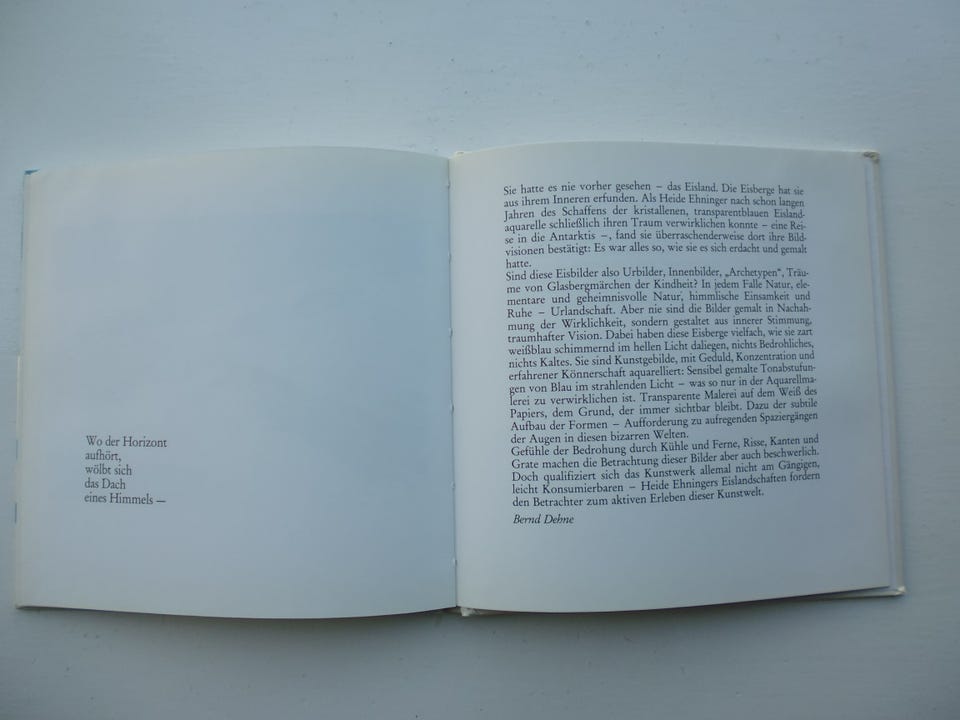 Wo der Horizont
aufhört,
wölbt sich
das Dach
eines Himmels —
Sie hatte es nie vorher gesehen – das Eisland. Die Eisberge hat sie
aus ihrem Inneren erfunden. Als Heide Ehninger nach schon langen
Jahren des Schaffens der kristallenen, transparentblauen Eisland-
aquarelle schließlich ihren Traum verwirklichen konnte – eine Rei-
se in die Antarktis –, fand sie überraschenderweise dort ihre Bild-
visionen bestätigt: Es war alles so, wie sie es sich erdacht und gemalt
hatte.
Sind diese Eisbilder also Urbilder, Innenbilder, „Archetypen“, Träu-
me von Glasbergmärchen der Kindheit? In jedem Falle Natur, ele-
mentare und geheimnisvolle Natur, himmlische Einsamkeit und
Ruhe – Urlandschaft. Aber nie sind die Bilder gemalt in Nachah-
mung der Wirklichkeit, sondern gestaltet aus innerer Stimmung,
traumhafter Vision. Dabei haben diese Eisberge vielfach, wie sie zart
weißblau schimmernd im hellen Licht daliegen, nichts Bedrohliches,
nichts Kaltes. Sie sind Kunstgebilde, mit Geduld, Konzentration und
erfahrener Könnerschaft aquarelliert: Sensibel gemalte Tonabstufun-
gen von Blau im strahlenden Licht – was so nur in der Aquarellma-
lerei zu verwirklichen ist. Transparente Malerei auf dem Weiß des
Papiers, dem Grund, der immer sichtbar bleibt. Dazu der subtile
Aufbau der Formen – Aufforderung zu aufregenden Spaziergängen
der Augen in diesen bizarren Welten.
Gefühle der Bedrohung durch Kühle und Ferne, Risse, Kanten und
Grate machen die Betrachtung dieser Bilder aber auch beschwerlich.
Doch qualifiziert sich das Kunstwerk allemal nicht am Gängigen,
leicht Konsumierbaren – Heide Ehningers Eislandschaften fordern
den Betrachter zum aktiven Erleben dieser Kunstwelt.
Bernd Dehne